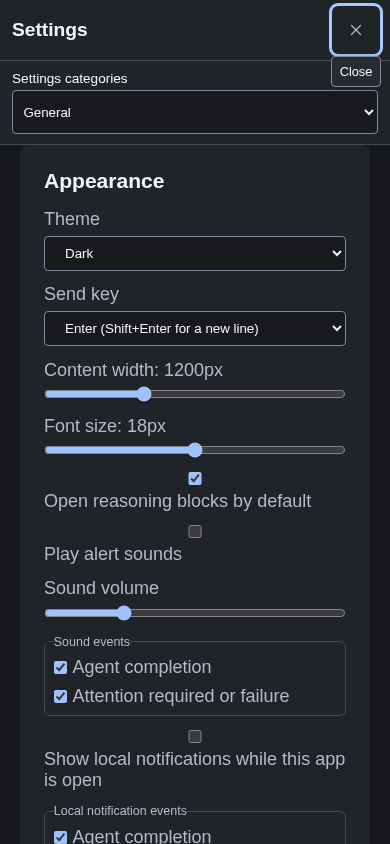 Settings
Close
Settings categories
General
Appearance
Theme
Dark
Send key
Enter (Shift+Enter for a new line)
Content width: 1200px
Font size: 18px
Open reasoning blocks by default
Play alert sounds
Sound volume
Sound events
Agent completion
Attention required or failure
Show local notifications while this app
is open
Local notification events
Agent completion